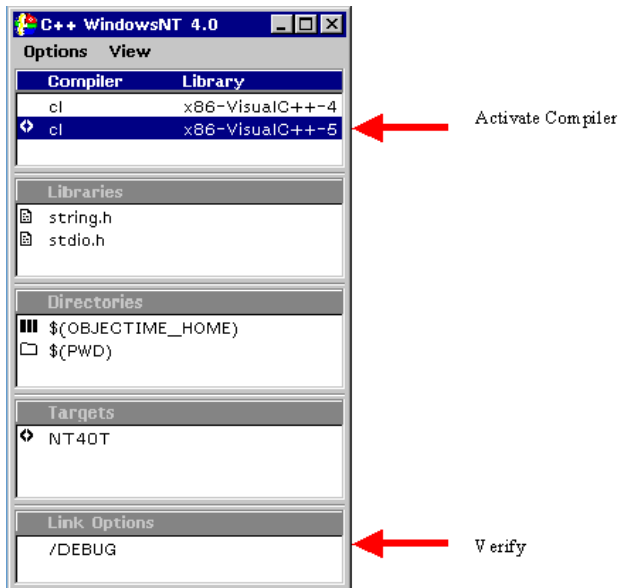 C++ WindowsNT 4.0
Options View
Compiler Library
cl x86-VisualC++-4
cl x86-VisualC++-5
Activate Compiler
Libraries
string.h
stdio.h
Directories
$(OBJECTIME_HOME)
$(PWD)
Targets
NT40T
Link Options
/DEBUG
Verify